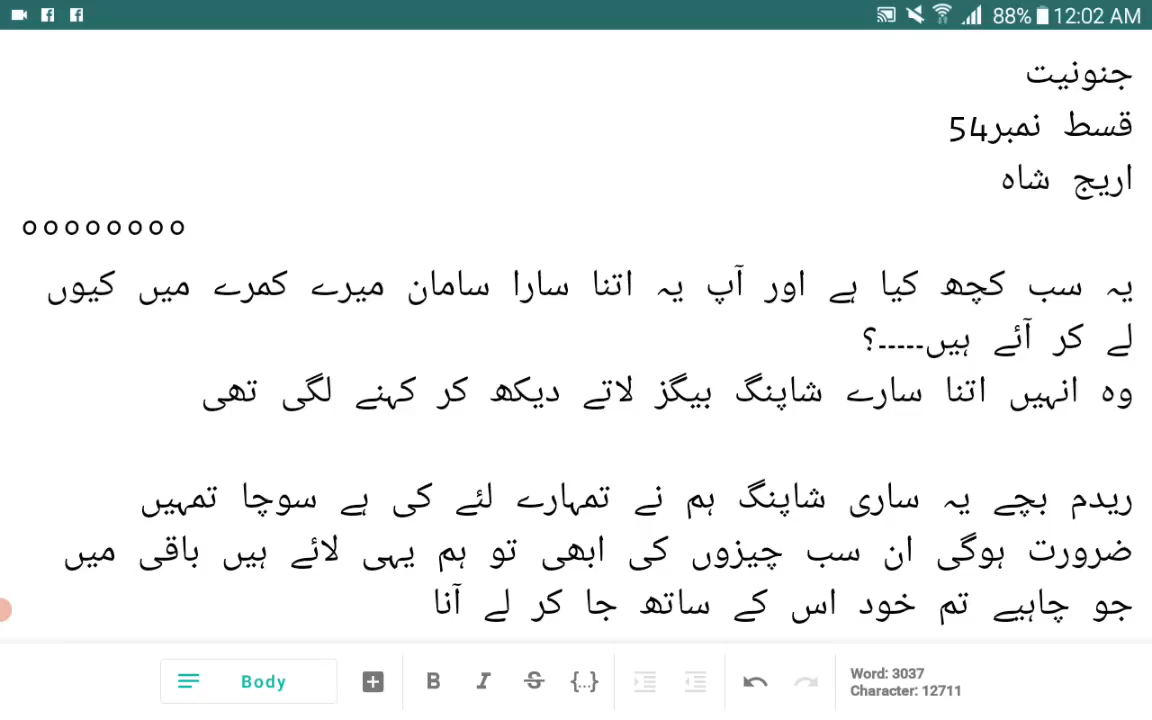 88% 12:02 AM
جنونیت
قسط نمبر54
اریج شاہ
○○○○○○○○
یہ سب کچھ کیا ہے اور آپ یہ اتنا سارا سامان میرے کمرے میں کیوں
لے کر آئے ہیں-----؟
وہ انہیں اتنا سارے شاپنگ بیگز لاتے دیکھ کر کہنے لگی تھی
ریدم بچے یہ ساری شاپنگ ہم نے تمہارے لئے کی ہے سوچا تمہیں
ضرورت ہوگی ان سب چیزوں کی ابھی تو ہم یہی لائے ہیں باقی میں
جو چاہیے تم خود اس کے ساتھ جا کر لے آنا
Body B I S {...} Word: 3037
Character: 12711